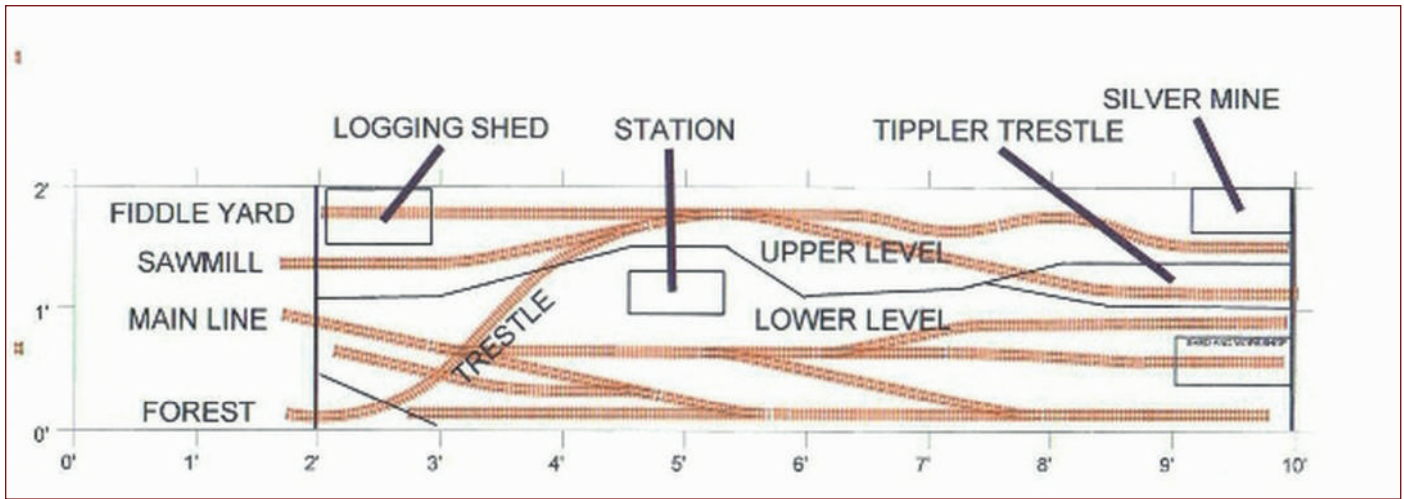 SILVER MINE
LOGGING SHED
STATION
TIPPLER TRESTLE
2'
FIDDLE YARD
UPPER LEVEL
SAWMILL
1'
MAIN LINE
TRESTLE
LOWER LEVEL
FOREST
0'
0'
1'
2'
3'
4'
5'
6'
7'
8'
9'
10'